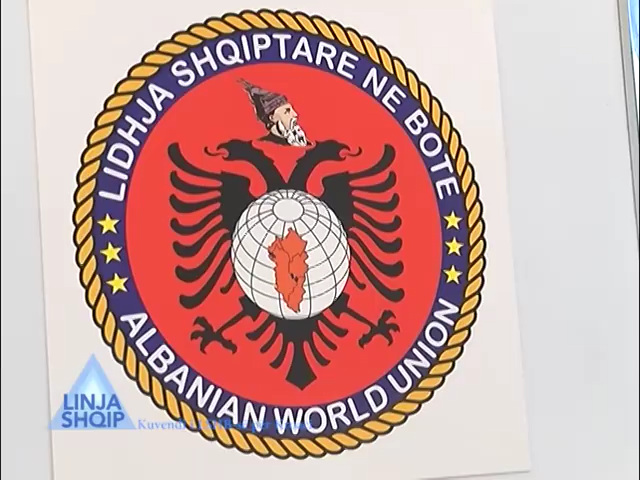 LIDHJA SHQIPTARE NE BOTE
ALBANIAN WORLD UNION
LINJA
SHQIP
Kuvendi